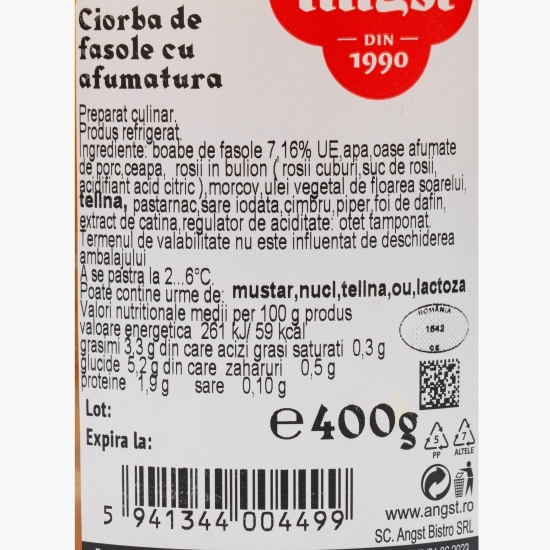 Ciorba de
fasole cu
afumatura
Angst
DIN
1990
Preparat culinar.
Produs refrigerat.
Ingrediente: boabe de fasole 7,16% UE,apa,oase afumate
de porc,ceapa, rosii in bulion ( rosii cuburi,suc de rosii,
acidifiant acid citric ),morcov,ulei vegetal de floarea soarelui,
telina, pastarnac,sare iodata,cimbru,piper,foi de dafin,
extract de catina,regulator de aciditate: otet tamponat.
Termenul de valabilitate nu este influentat de deschiderea
ambalajului
A se pastra la 2...6°C.
Poate contine urme de: mustar,nuci,telina,ou,lactoza
Valori nutritionale medii per 100 g produs
valoare energetica 261 kJ/ 59 kcal
grasimi 3,3 g din care acizi grasi saturati 0,3 g
glucide 5,2 g din care zaharuri 0,5 g
proteine 1,9 g sare 0,10 g
ROMÂNIA
1542
CE
Lot:
Expira la:
e 400g
5
PP
7
ALTELE
5 941344 004499
www.angst.ro
SC. Angst Bistro SRL